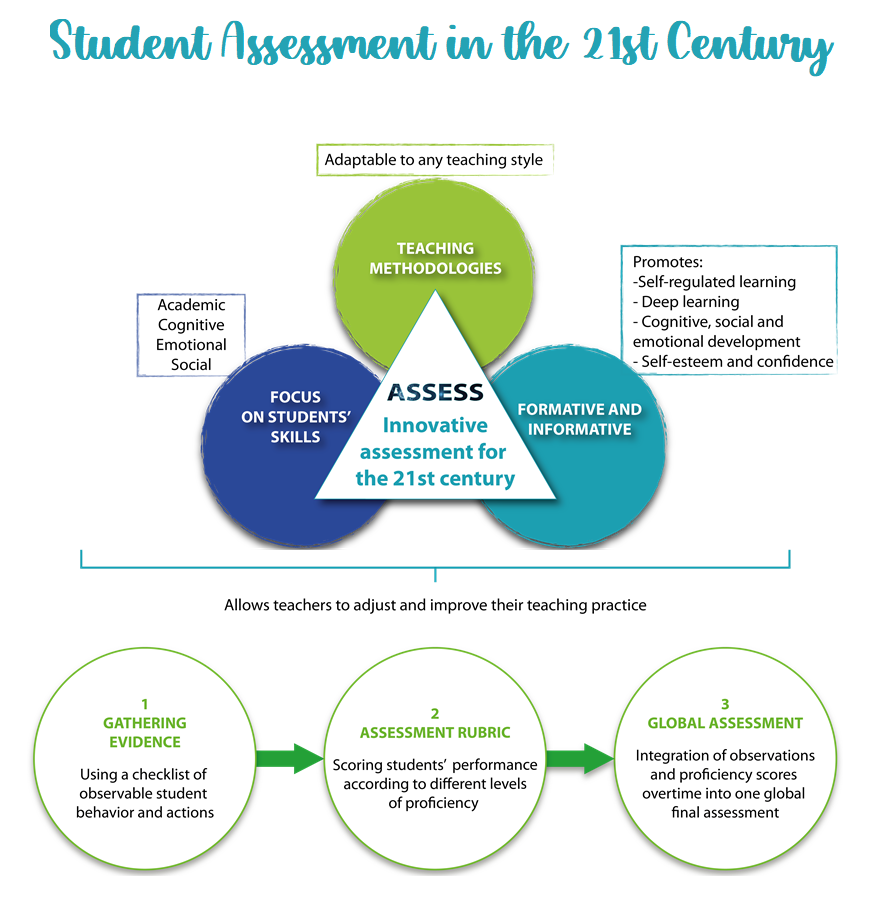 Student Assessment in the 21st Century
Adaptable to any teaching style
TEACHING
METHODOLOGIES
Promotes:
-Self-regulated learning
- Deep learning
- Cognitive, social and
emotional development
- Self-esteem and confidence
Academic
Cognitive
Emotional
Social
FOCUS
ON STUDENTS’
SKILLS
ASSESS
Innovative
assessment for
the 21st century
FORMATIVE AND
INFORMATIVE
Allows teachers to adjust and improve their teaching practice
1
GATHERING
EVIDENCE
Using a checklist of
observable student
behavior and actions
2
ASSESSMENT RUBRIC
Scoring students’ performance
according to different levels
of proficiency
3
GLOBAL ASSESSMENT
Integration of observations
and proficiency scores
overtime into one global
final assessment